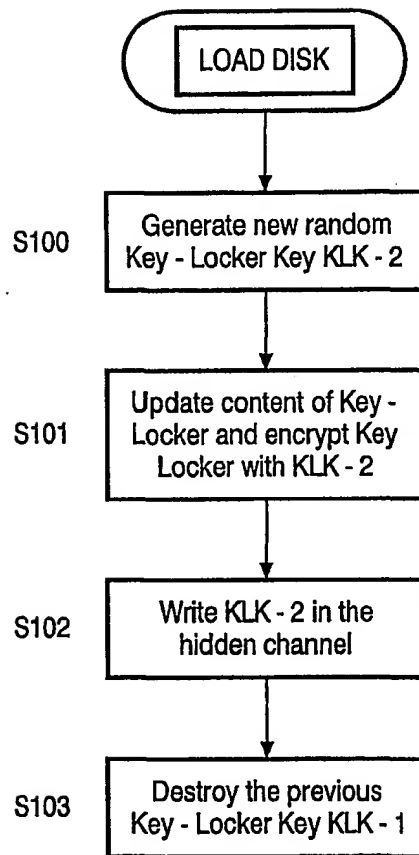 LOAD DISK
S100
Generate new random
Key - Locker Key KLK - 2
S101
Update content of Key -
Locker and encrypt Key
Locker with KLK - 2
S102
Write KLK - 2 in the
hidden channel
S103
Destroy the previous
Key - Locker Key KLK - 1